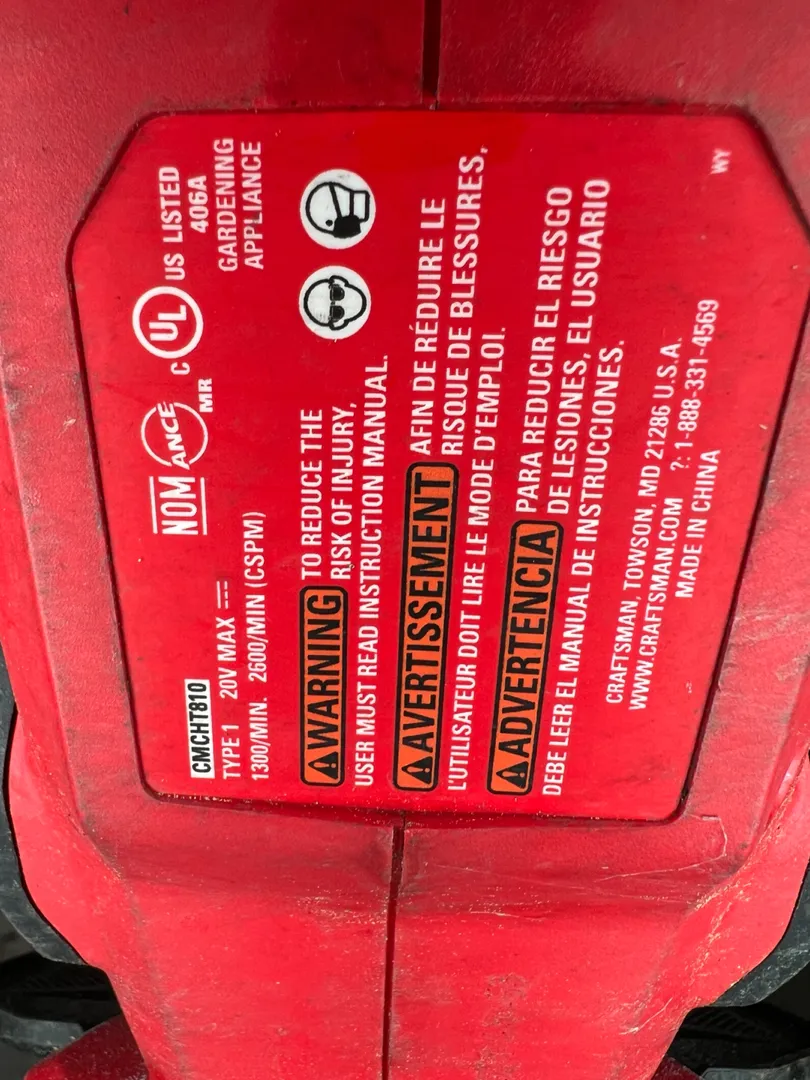 CMCHT810
TYPE 1 20V MAX ⎓
1300/MIN. 2600/MIN (CSPM)
NOM ANCE MR
C UL US LISTED
406A
GARDENING
APPLIANCE
⚠WARNING TO REDUCE THE
RISK OF INJURY,
USER MUST READ INSTRUCTION MANUAL.
⚠AVERTISSEMENT AFIN DE RÉDUIRE LE
RISQUE DE BLESSURES,
L'UTILISATEUR DOIT LIRE LE MODE D'EMPLOI.
⚠ADVERTENCIA PARA REDUCIR EL RIESGO
DE LESIONES, EL USUARIO
DEBE LEER EL MANUAL DE INSTRUCCIONES.
CRAFTSMAN, TOWSON, MD 21286 U.S.A.
WWW.CRAFTSMAN.COM ?: 1-888-331-4569
MADE IN CHINA
WY